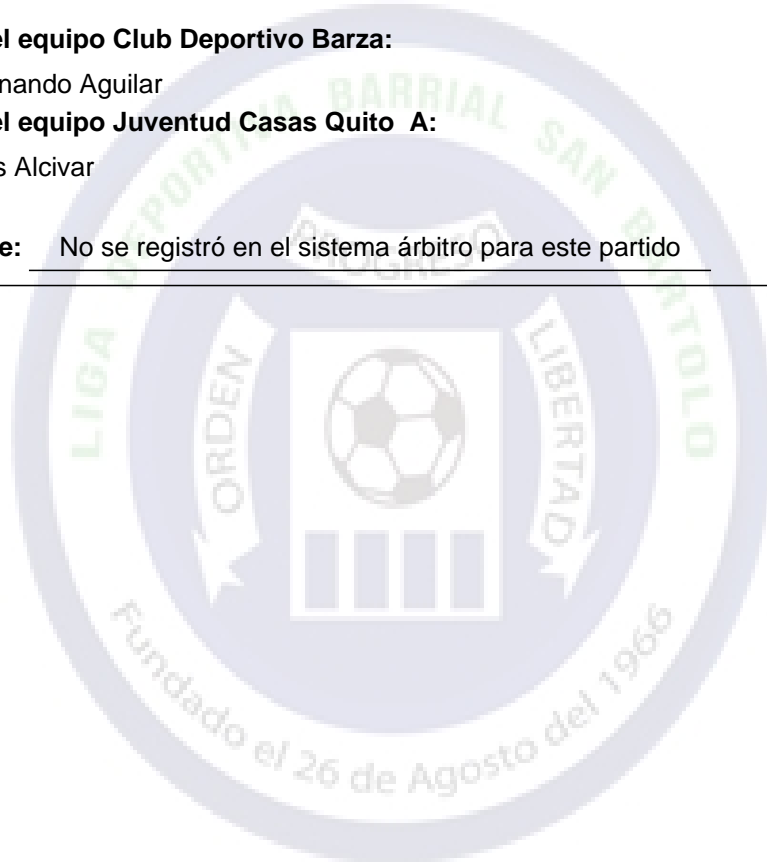 el equipo Club Deportivo Barza:
nando Aguilar
el equipo Juventud Casas Quito A:
s Alcivar
e: No se registró en el sistema árbitro para este partido
LIGA DEPORTIVA BARRIAL SAN BARTOLO
PROGRESO
ORDEN
LIBERTAD
Fundado el 26 de Agosto del 1966